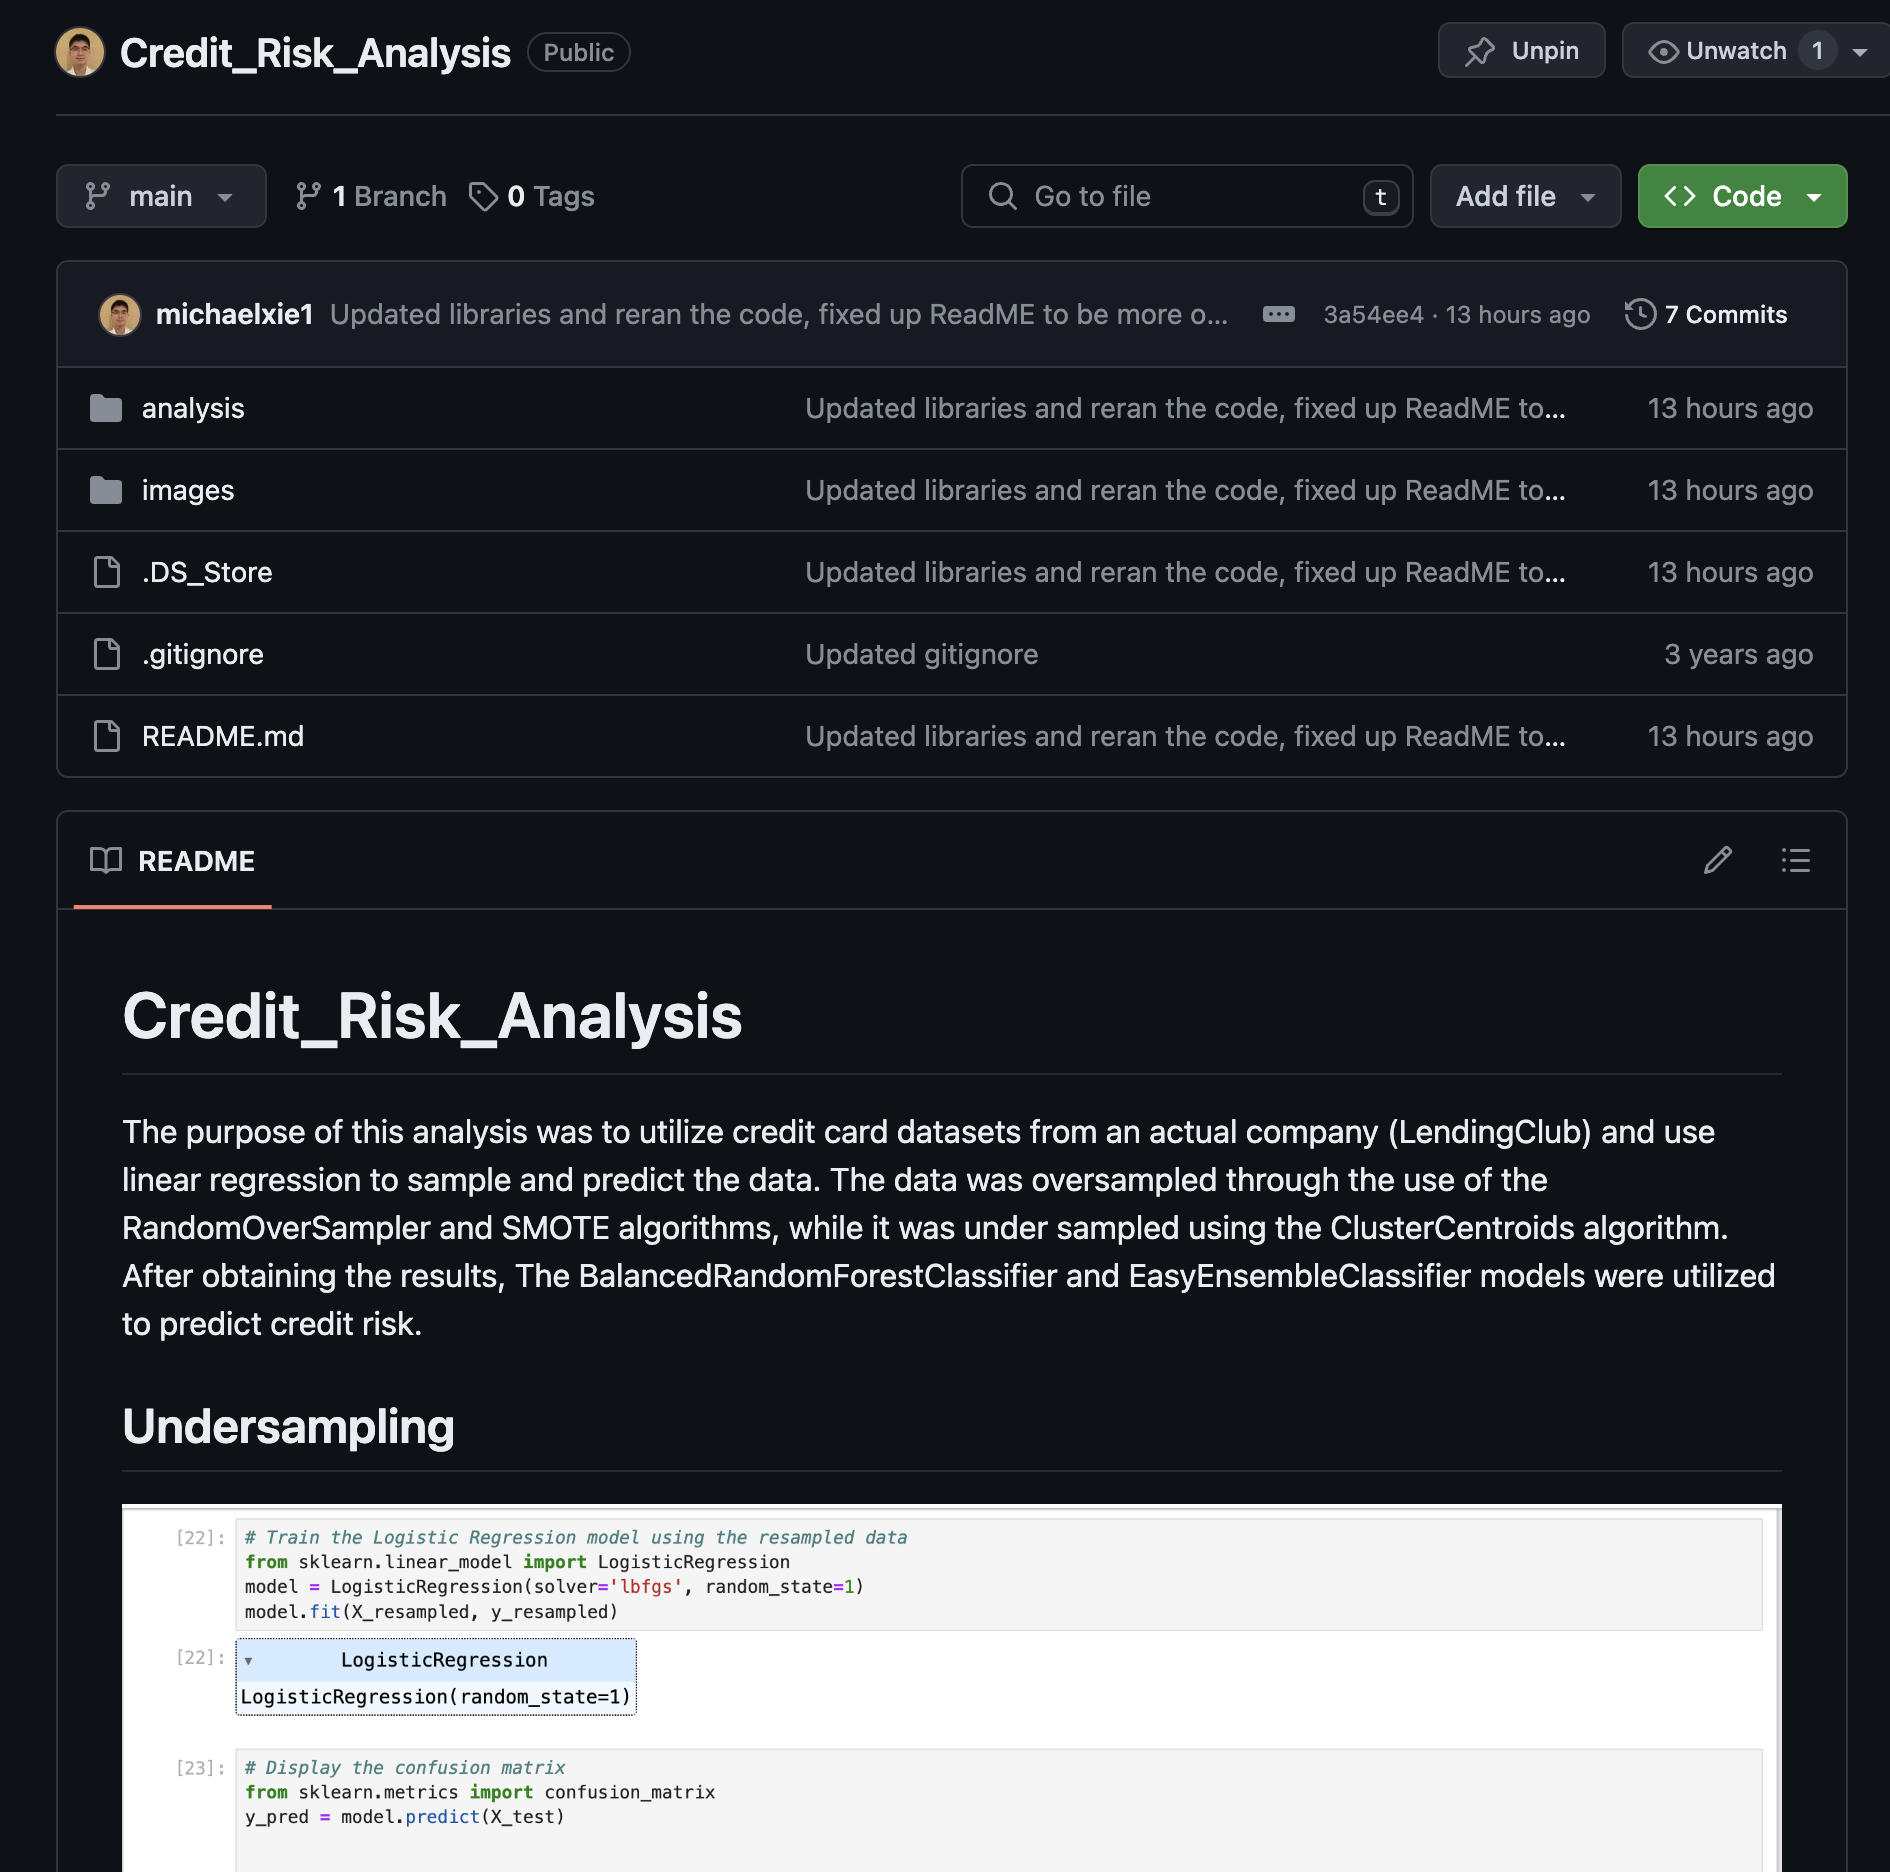 Credit_Risk_Analysis Public Unpin Unwatch 1
main 1 Branch 0 Tags Go to file t Add file <> Code
michaelxie1 Updated libraries and reran the code, fixed up ReadME to be more o... ... 3a54ee4 · 13 hours ago 7 Commits
analysis Updated libraries and reran the code, fixed up ReadME to... 13 hours ago
images Updated libraries and reran the code, fixed up ReadME to... 13 hours ago
.DS_Store Updated libraries and reran the code, fixed up ReadME to... 13 hours ago
.gitignore Updated gitignore 3 years ago
README.md Updated libraries and reran the code, fixed up ReadME to... 13 hours ago
README
Credit_Risk_Analysis
The purpose of this analysis was to utilize credit card datasets from an actual company (LendingClub) and use
linear regression to sample and predict the data. The data was oversampled through the use of the
RandomOverSampler and SMOTE algorithms, while it was under sampled using the ClusterCentroids algorithm.
After obtaining the results, The BalancedRandomForestClassifier and EasyEnsembleClassifier models were utilized
to predict credit risk.
Undersampling
[22]: # Train the Logistic Regression model using the resampled data
from sklearn.linear_model import LogisticRegression
model = LogisticRegression(solver='lbfgs', random_state=1)
model.fit(X_resampled, y_resampled)
[22]: ▾ LogisticRegression
LogisticRegression(random_state=1)
[23]: # Display the confusion matrix
from sklearn.metrics import confusion_matrix
y_pred = model.predict(X_test)